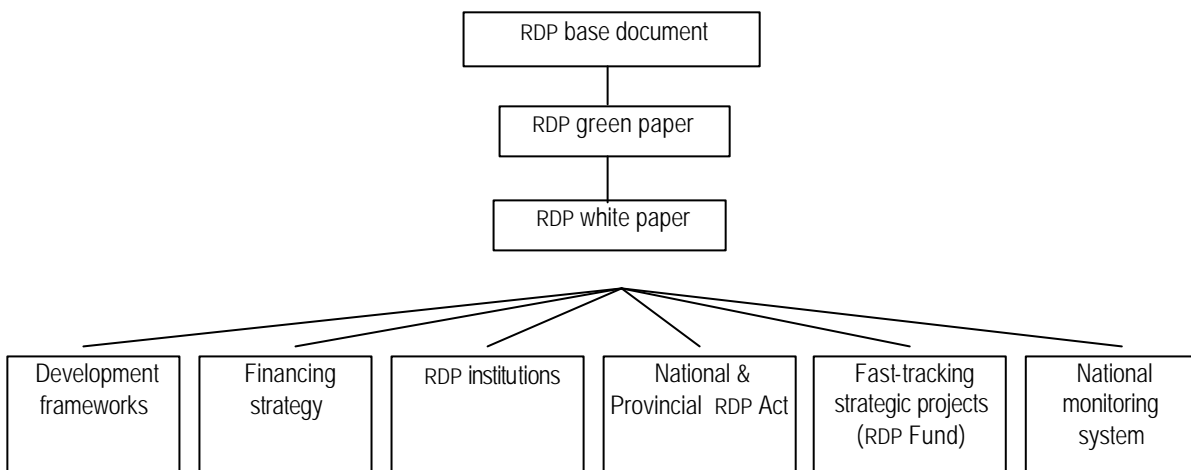 RDP base document
RDP green paper
RDP white paper
Development
frameworks
Financing
strategy
RDP institutions
National &
Provincial RDP Act
Fast-tracking
strategic projects
(RDP Fund)
National
monitoring
system